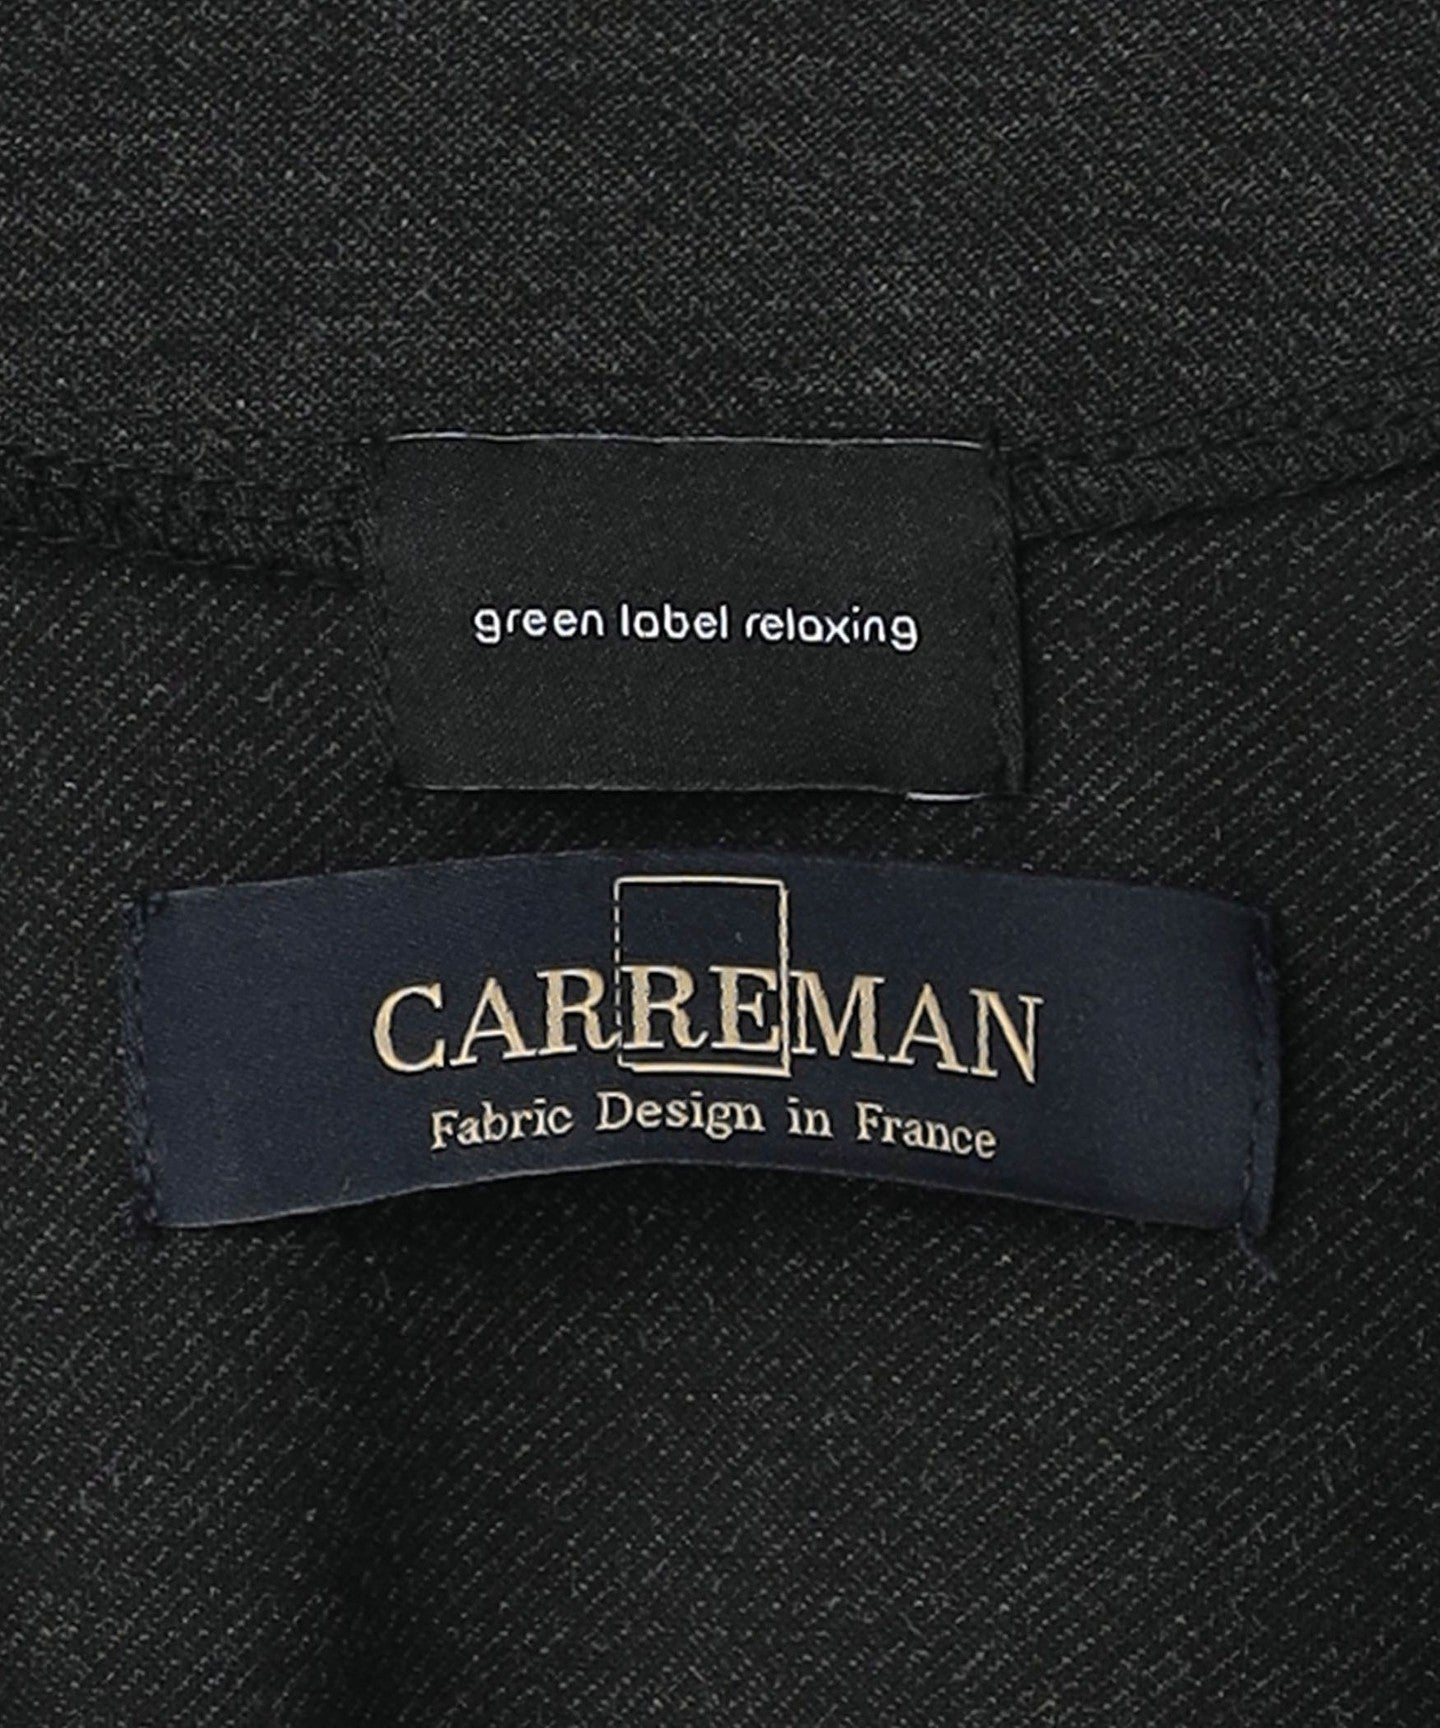 green label relaxing
CARREMAN
Fabric Design in France